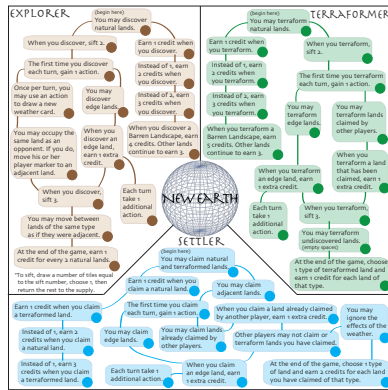 EXPLORER
(begin here)
You may discover
natural lands.
When you discover, sift 2.
Earn 1 credit when
you discover.
The first time you discover
each turn, gain 1 action.
Instead of 1, earn
2 credits when
you discover.
Once per turn, you
may use an
action to draw a
new weather card.
You may
discover
edge lands.
Instead of 2, earn
3 credits when
you discover.
You may occupy the
same land as an
opponent. If you do,
move his or her
player marker to an
adjacent land.
When you
discover an
edge land,
earn 1 extra
credit.
When you discover a
Barren Landscape, earn
4 credits. Other lands
continue to earn 3.
When you discover,
sift 3.
Each turn
take 1
additional
action.
You may move between
lands of the same type
as if they were adjacent.
At the end of the game, earn 1
credit for every 2 natural lands.
*To sift, draw a number of tiles equal
to the sift number, choose 1, then
return the rest to the supply.
TERRAFORMER
(begin here)
You may terraform
natural lands.
Earn 1 credit when
you terraform.
When you terraform,
sift 2.
Instead of 1, earn
2 credits when
you terraform.
The first time you terraform
each turn, gain 1 action.
Instead of 2, earn
3 credits when
you terraform.
You may
terraform
edge lands.
You may
terraform lands
claimed by
other players.
When you terraform a
Barren Landscape, earn
5 credits. Other lands
continue to earn 3.
When you
terraform a land
that has been
claimed, earn
1 extra credit.
When you terraform
an edge land, earn
1 extra credit.
When you terraform,
sift 3.
Each turn
take 1
additional
action.
You may terraform
undiscovered lands.
(empty spaces)
At the end of the game, choose
1 type of terraformed land and
earn 1 credit for each land of
that type.
NEW EARTH
SETTLER
(begin here)
You may claim natural
and terraformed lands.
Earn 1 credit when you
claim a natural land.
You may claim
adjacent lands.
Earn 1 credit when you claim
a terraformed land.
The first time you claim
each turn, gain 1 action.
When you claim a land already claimed
by another player, earn 1 extra credit.
You may
ignore the
effects of the
weather.
Instead of 1, earn 2
credits when you claim
a natural land.
You may claim
edge lands.
You may claim lands
already claimed by
other players.
Other players may not claim or
terraform lands you have claimed.
Instead of 1, earn 3
credits when you claim
a terraformed land.
Each turn take 1
additional action.
When you claim
an edge land, earn
1 extra credit.
At the end of the game, choose 1 type
of land and earn 2 credits for each land
you have claimed of that type.